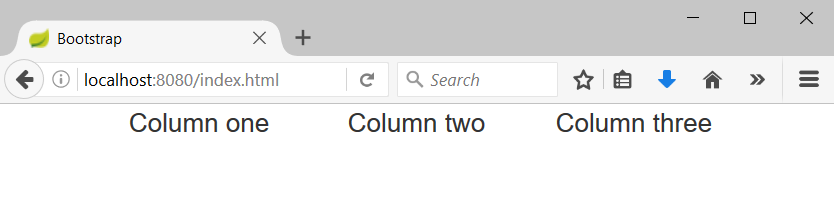 Bootstrap
localhost:8080/index.html Search
Column one Column two Column three